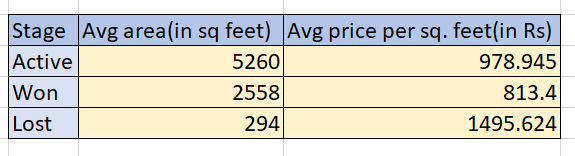 Stage Avg area(in sq feet) Avg price per sq. feet(in Rs)
Active 5260 978.945
Won 2558 813.4
Lost 294 1495.624